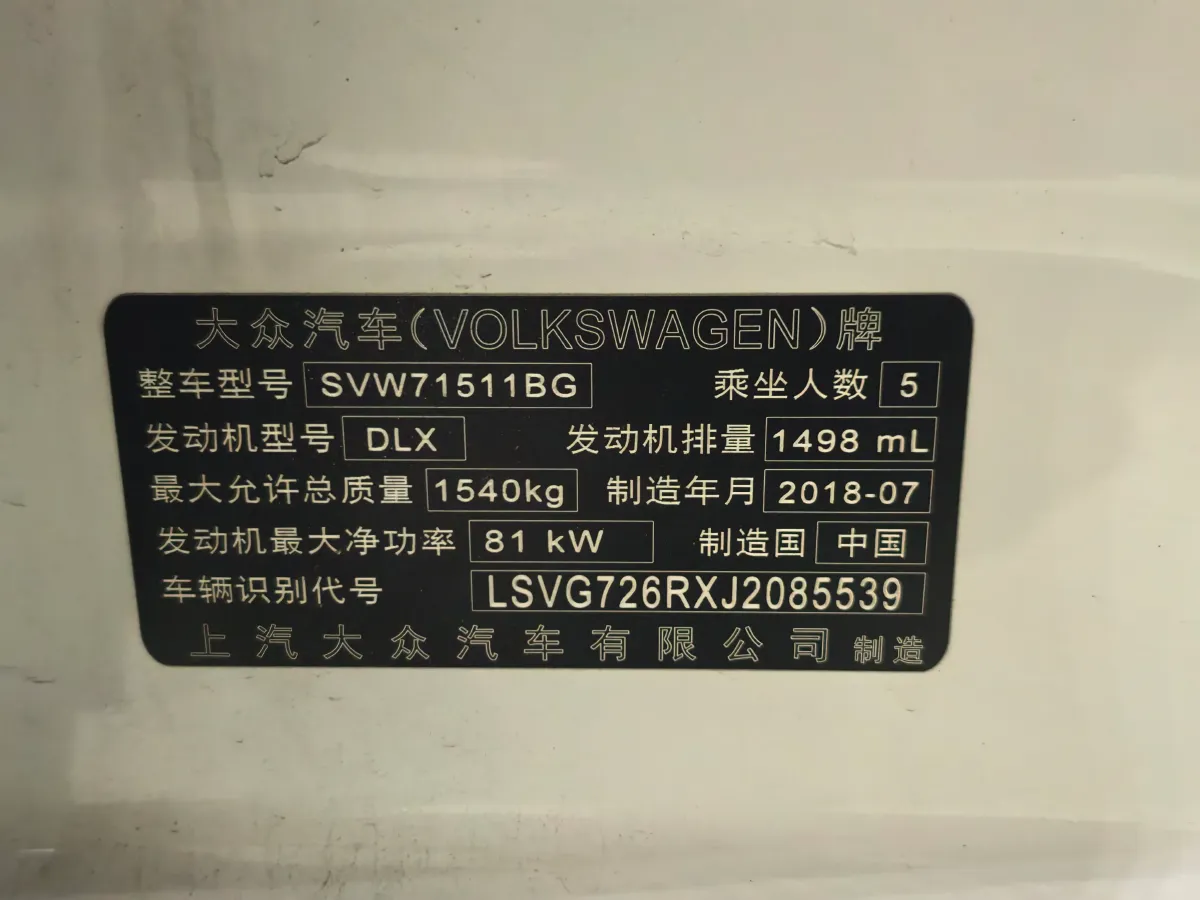 大众汽车(VOLKSWAGEN)牌
整车型号 SVW71511BG 乘坐人数 5
发动机型号 DLX 发动机排量 1498 mL
最大允许总质量 1540kg 制造年月 2018-07
发动机最大净功率 81 kW 制造国 中国
车辆识别代号 LSVG726RXJ2085539
上汽大众汽车有限公司 制造